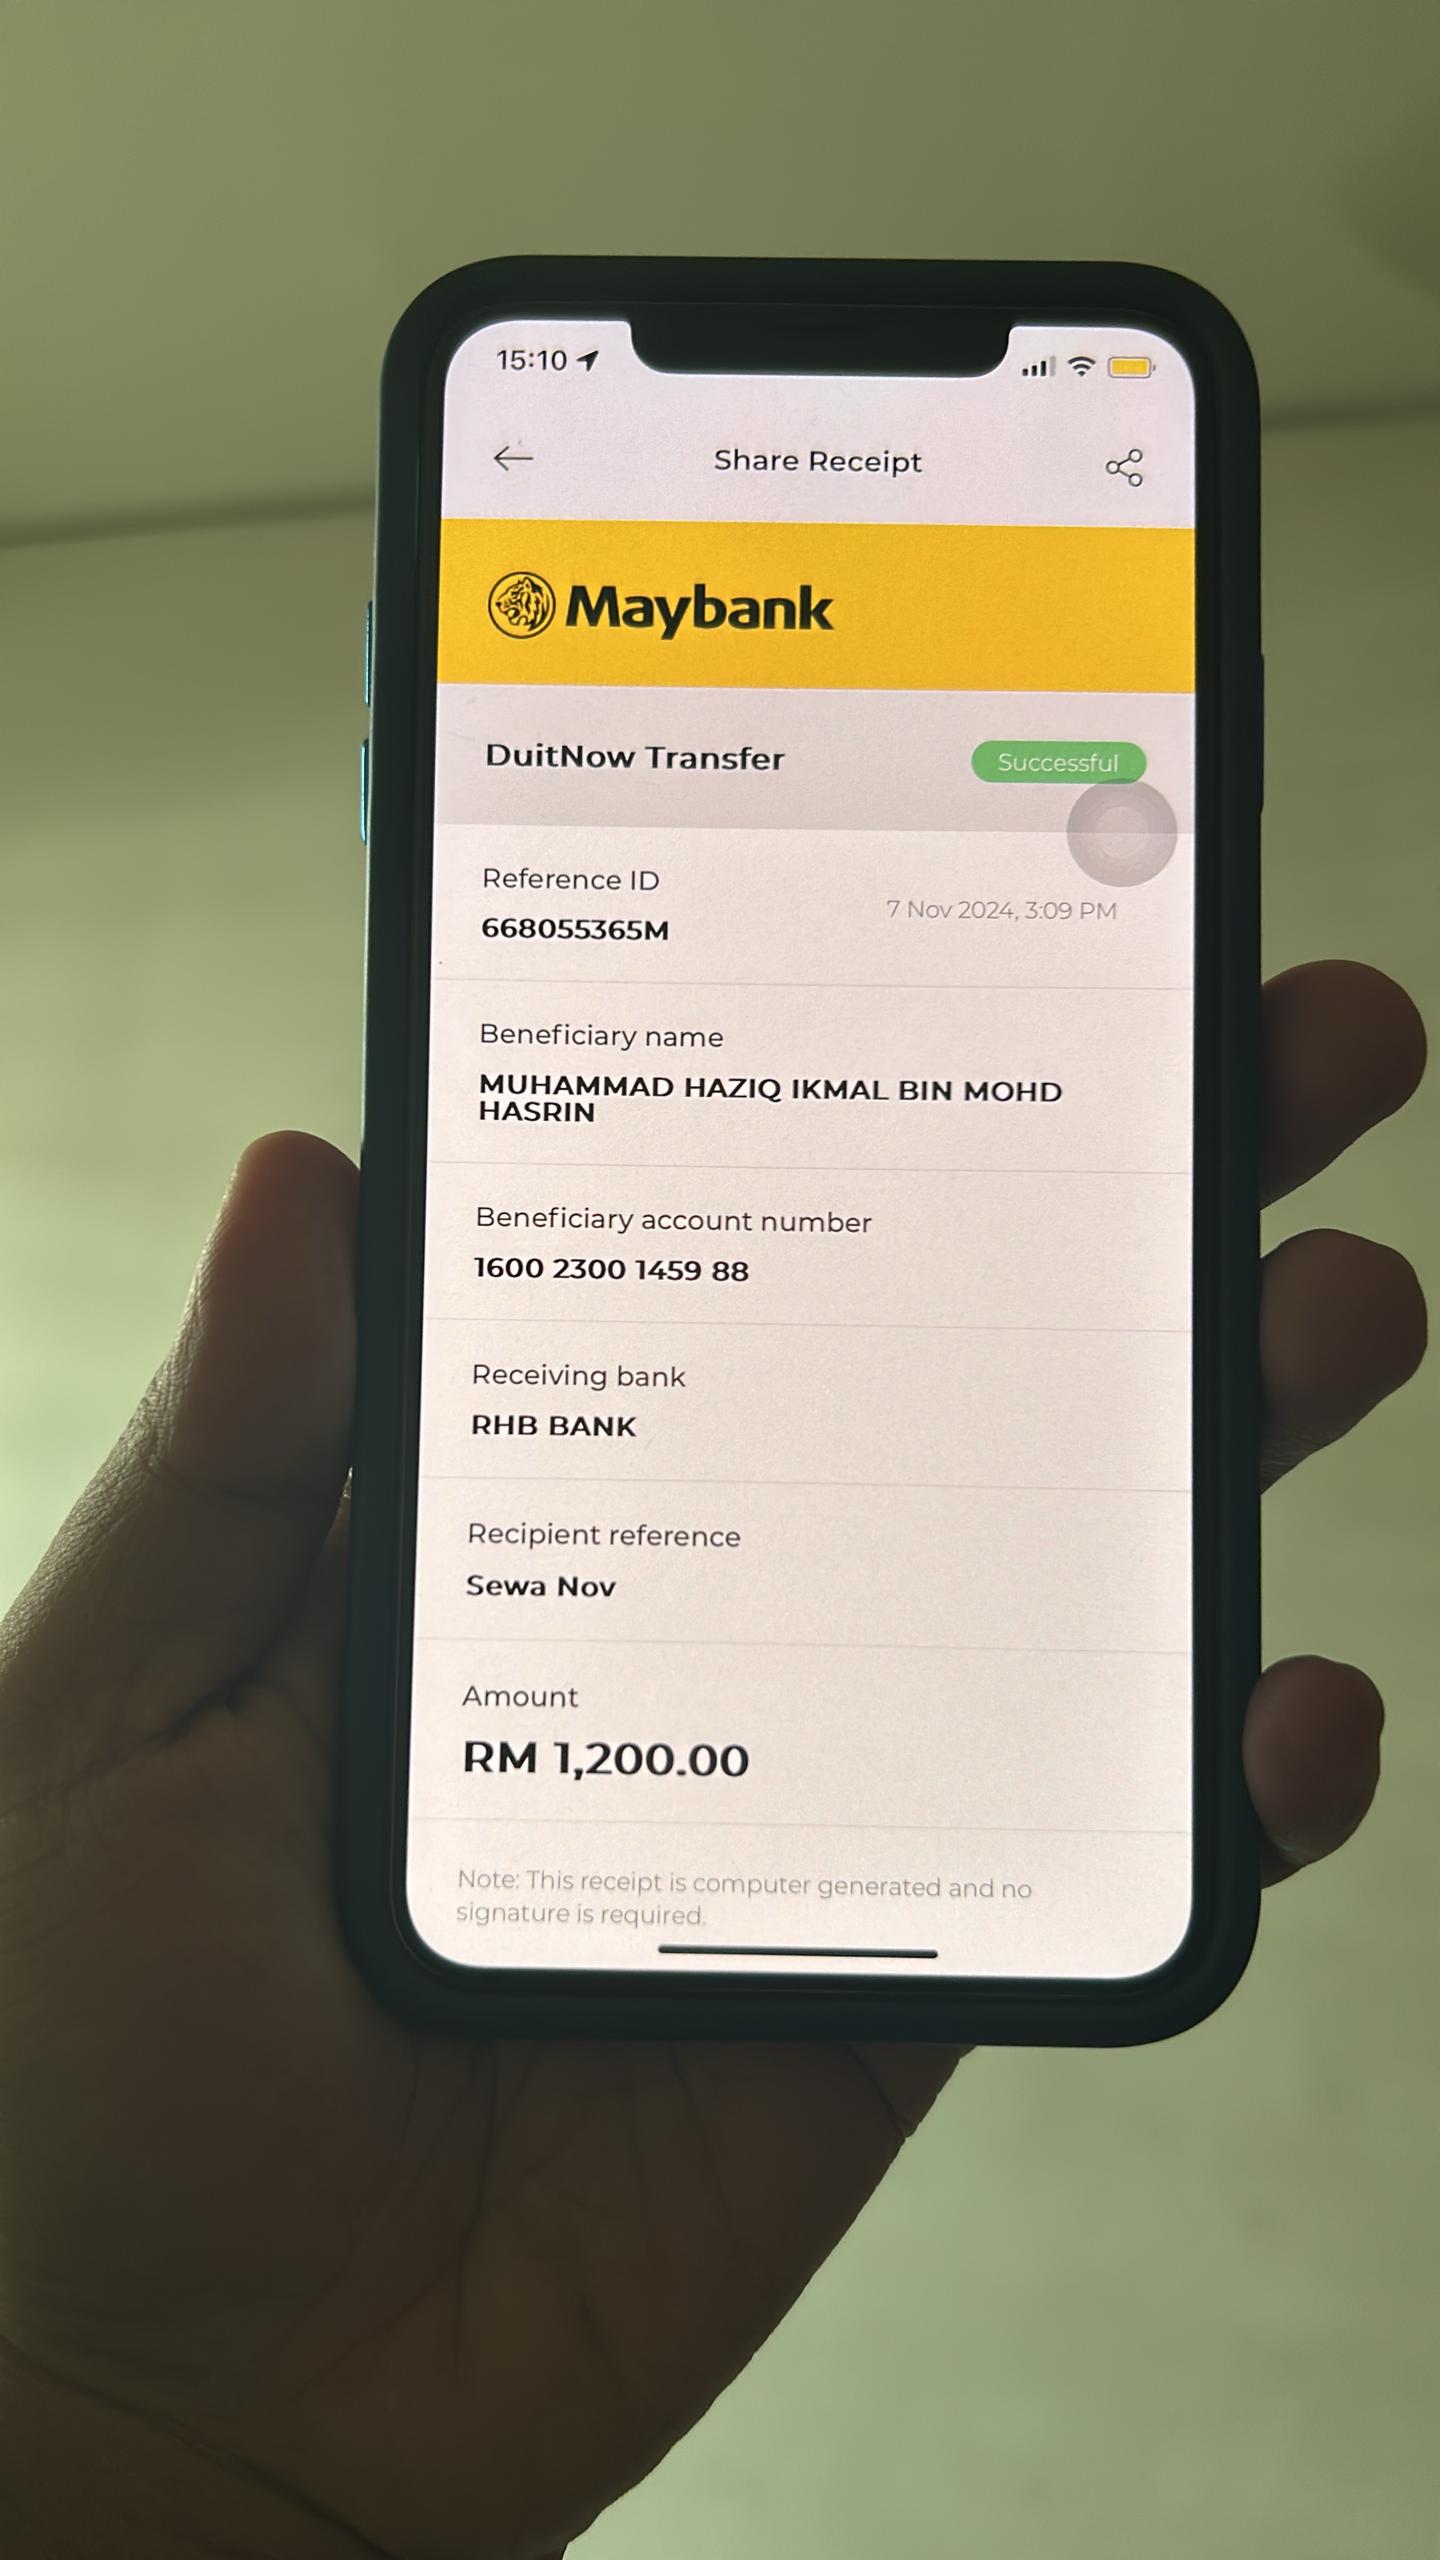 15:10
Share Receipt
Maybank
DuitNow Transfer
Successful
Reference ID
668055365M
7 Nov 2024, 3:09 PM
Beneficiary name
MUHAMMAD HAZIQ IKMAL BIN MOHD
HASRIN
Beneficiary account number
1600 2300 1459 88
Receiving bank
RHB BANK
Recipient reference
Sewa Nov
Amount
RM 1,200.00
Note: This receipt is computer generated and no
signature is required.